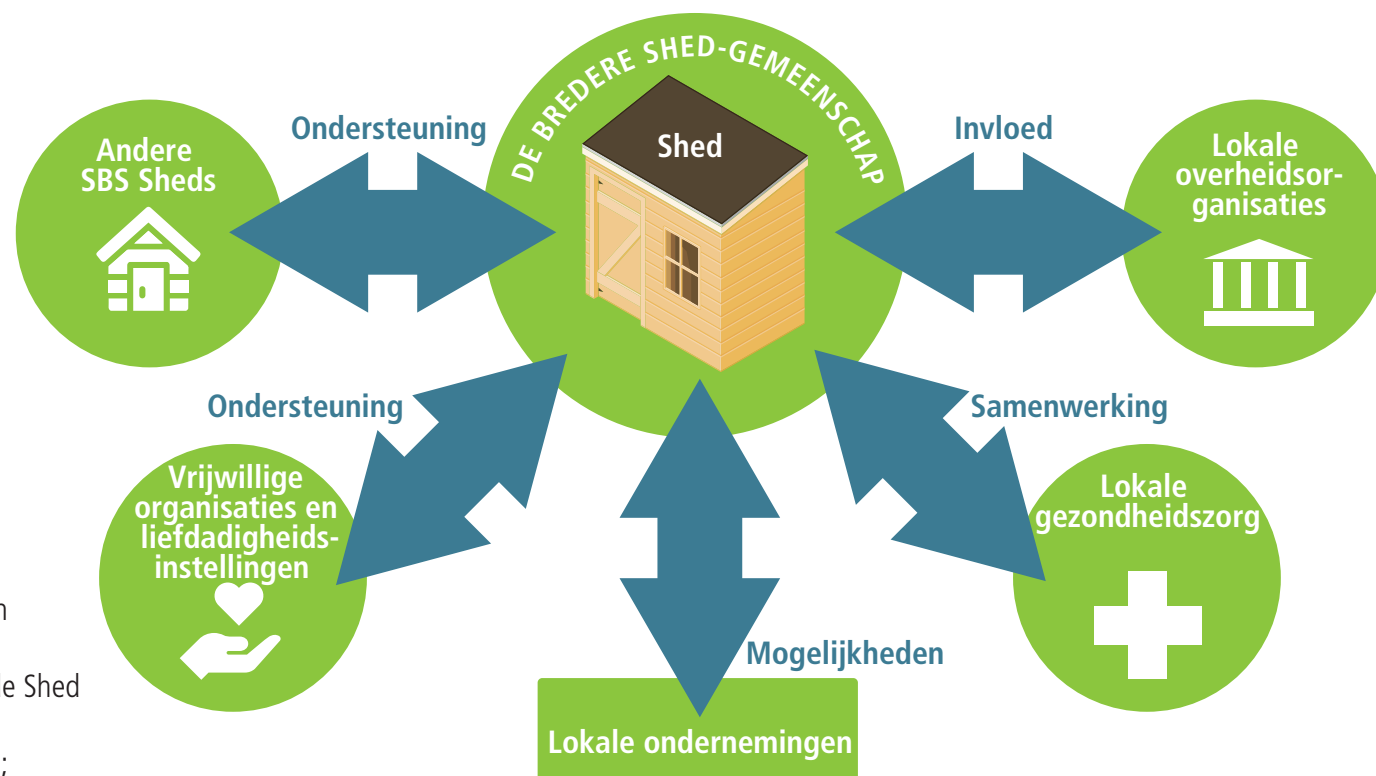 DE BREDERE SHED-GEMEENSCHAP
Shed
Ondersteuning
Invloed
Andere
SBS Sheds
Lokale
overheidsor-
ganisaties
Ondersteuning
Samenwerking
Vrijwillige
organisaties en
liefdadigheids-
instellingen
Lokale
gezondheidszorg
Mogelijkheden
Lokale ondernemingen
Shed
;